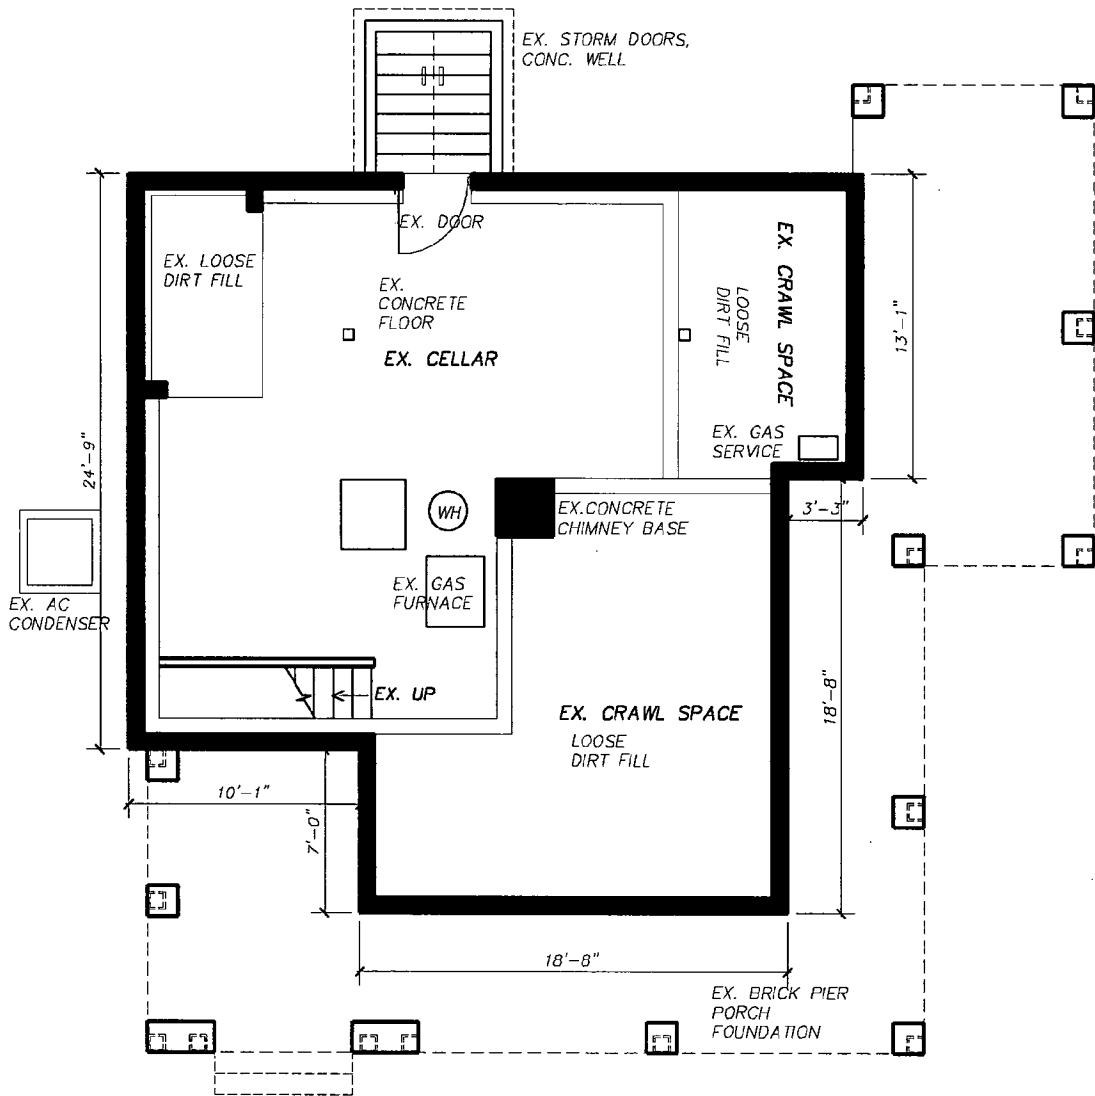 EX. STORM DOORS,
CONC. WELL
EX. DOOR
EX. LOOSE
DIRT FILL
EX.
CONCRETE
FLOOR
EX. CELLAR
EX. CRAWL SPACE
LOOSE
DIRT FILL
13'-1"
EX. GAS
SERVICE
24'-9"
3'-3"
WH
EX.CONCRETE
CHIMNEY BASE
EX. GAS
FURNACE
EX. AC
CONDENSER
EX. UP
EX. CRAWL SPACE
LOOSE
DIRT FILL
18'-8"
10'-1"
7'-0"
18'-8"
EX. BRICK PIER
PORCH
FOUNDATION